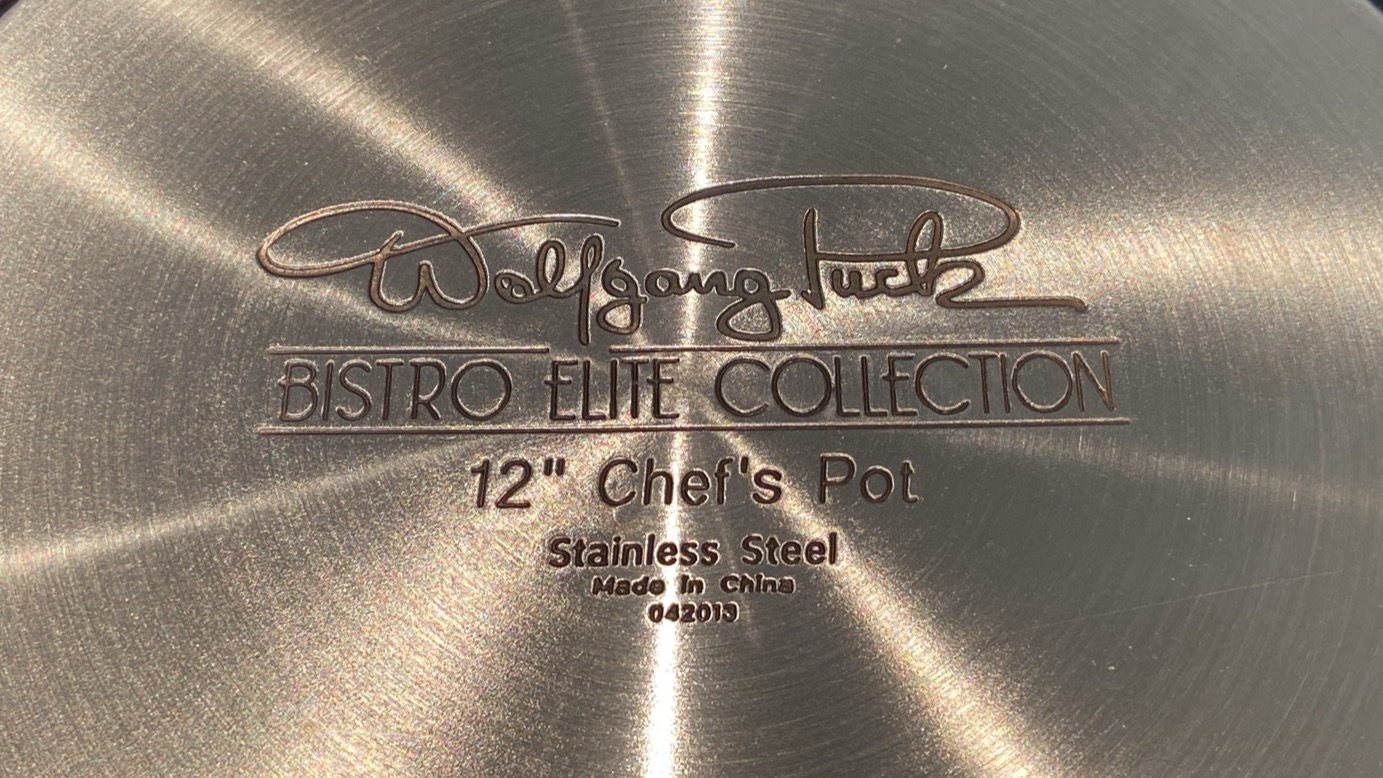 Wolfgang Puck
BISTRO ELITE COLLECTION
12" Chef's Pot
Stainless Steel
Made in China
042013